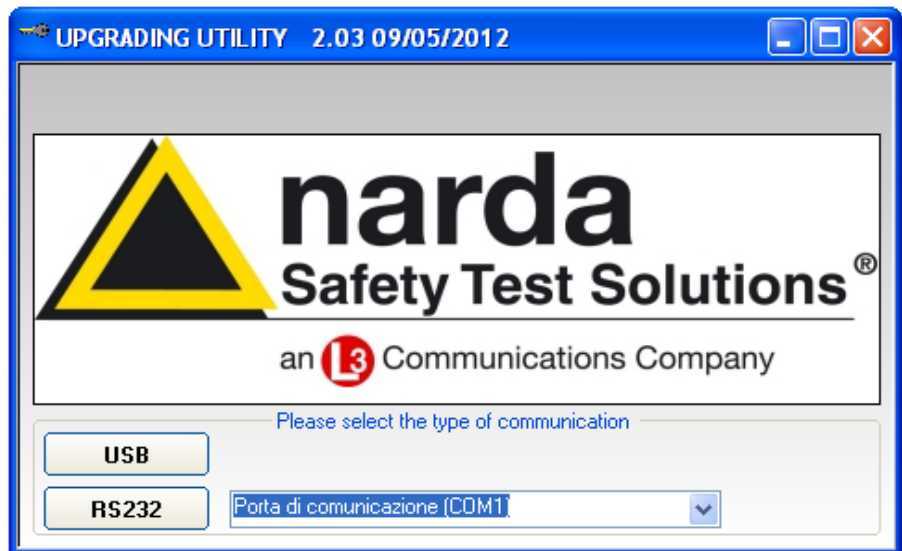 UPGRADING UTILITY 2.03 09/05/2012
narda
Safety Test Solutions®
an L3 Communications Company
Please select the type of communication
USB
RS232 Porta di comunicazione (COM1)